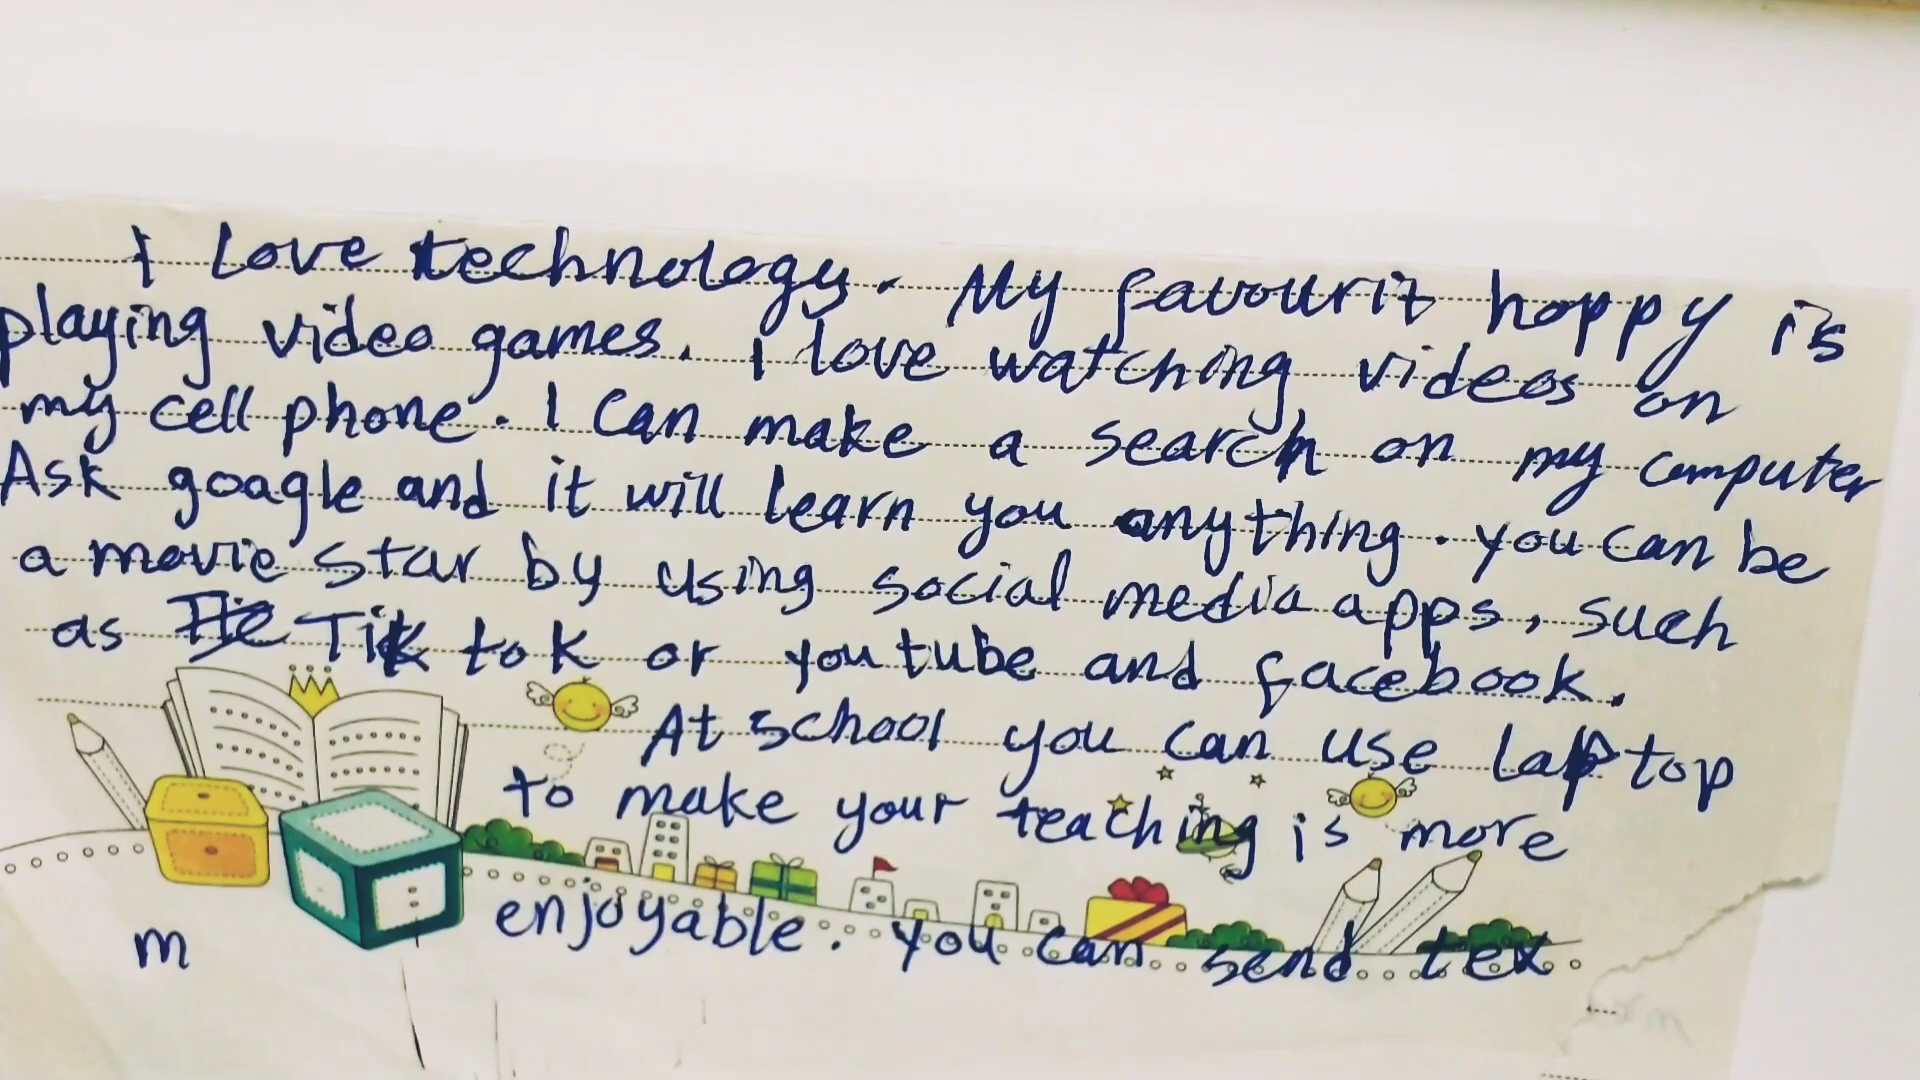 I Love technology. My favourit hoppy is
playing video games. I love watching videos on
my cell phone. I can make a search on my computer
Ask goagle and it will learn you anything. you can be
a movie star by using social media apps, such
as Tik tok or youtube and facebook.
At school you can use laptop
to make your teaching is more
enjoyable. you can send tex
m